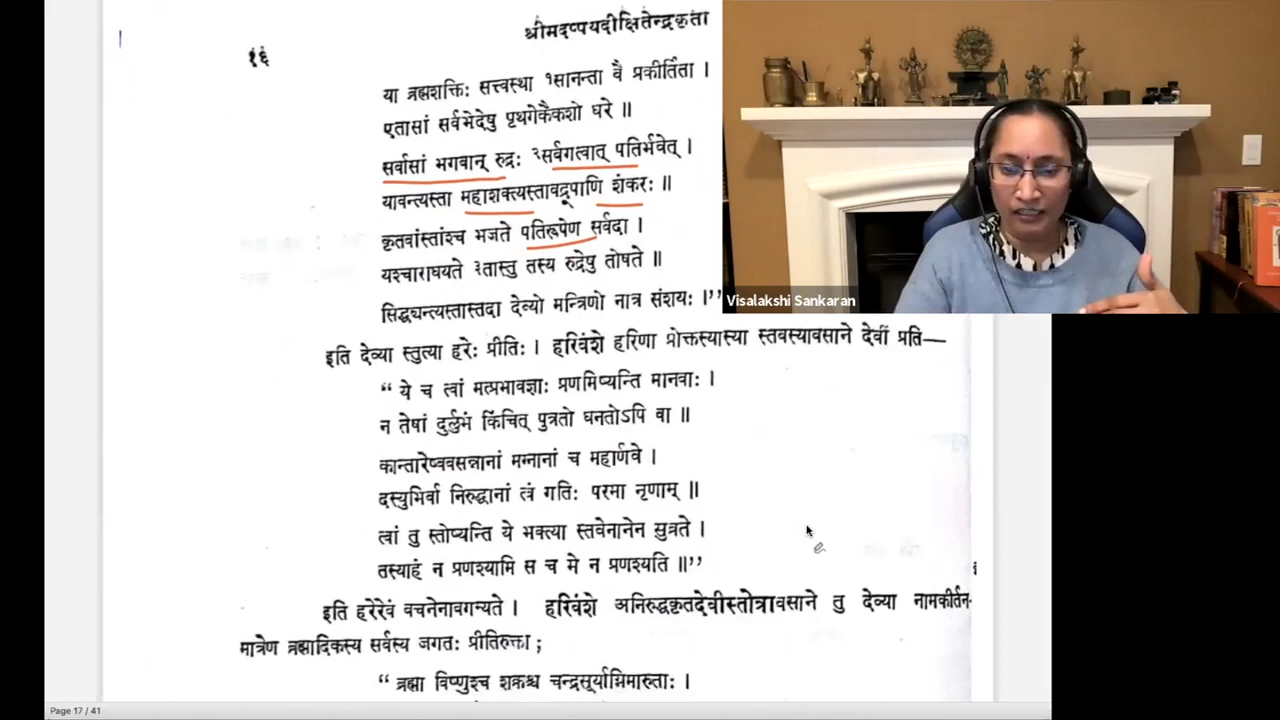 श्रीमदप्पयदीक्षितेन्द्रकृता
१६
या ब्रह्मशक्तिः सत्त्वस्था १सानन्ता वै प्रकीर्तिता ।
एतासां सर्वभेदेषु पृथगेकैकशो घरे ॥
सर्वासां भगवान् रुद्रः २सर्वगत्वात् पतिर्भवेत् ।
यावन्त्यस्ता महाशक्त्यस्तावद्रूपाणि शंकरः ॥
कृतवांस्तांश्च भजते पतिरूपेण सर्वदा ।
यश्चाराघयते ३तास्तु तस्य रुद्रेषु तोषते ॥
सिद्ध्यन्त्यस्तास्तदा देव्यो मन्त्रिणो नात्र संशयः ।’’
इति देव्या स्तुत्या हरेः प्रीतिः । हरिवंशे हरिणा प्रोक्तस्यास्या स्तवस्यावसाने देवीं प्रति—
“ ये च त्वां मत्प्रभावज्ञाः प्रणमिष्यन्ति मानवाः ।
न तेषां दुर्लुभं किंचित् पुत्रतो घनतोऽपि वा ॥
कान्तारेष्ववसन्नानां मग्नानां च महार्णवे ।
दस्युभिर्वा निरुद्धानां त्वं गतिः परमा नृणाम् ॥
त्वां तु स्तोष्यन्ति ये भक्त्या स्तवेनानेन सुव्रते ।
तस्याहं न प्रणश्यामि स च मे न प्रणश्यति ॥’’
इति हरेरेवं वचनेनावगम्यते । हरिवंशे अनिरुद्धकृतदेवीस्तोत्रावसाने तु देव्या नामकीर्तन-
मात्रेण ब्रह्मादिकस्य सर्वस्य जगतः प्रीतिरुक्ता ;
“ ब्रह्मा विष्णुश्च शक्रश्च चन्द्रसूर्याग्निमारुताः ।
Visalakshi Sankaran
Page 17 / 41